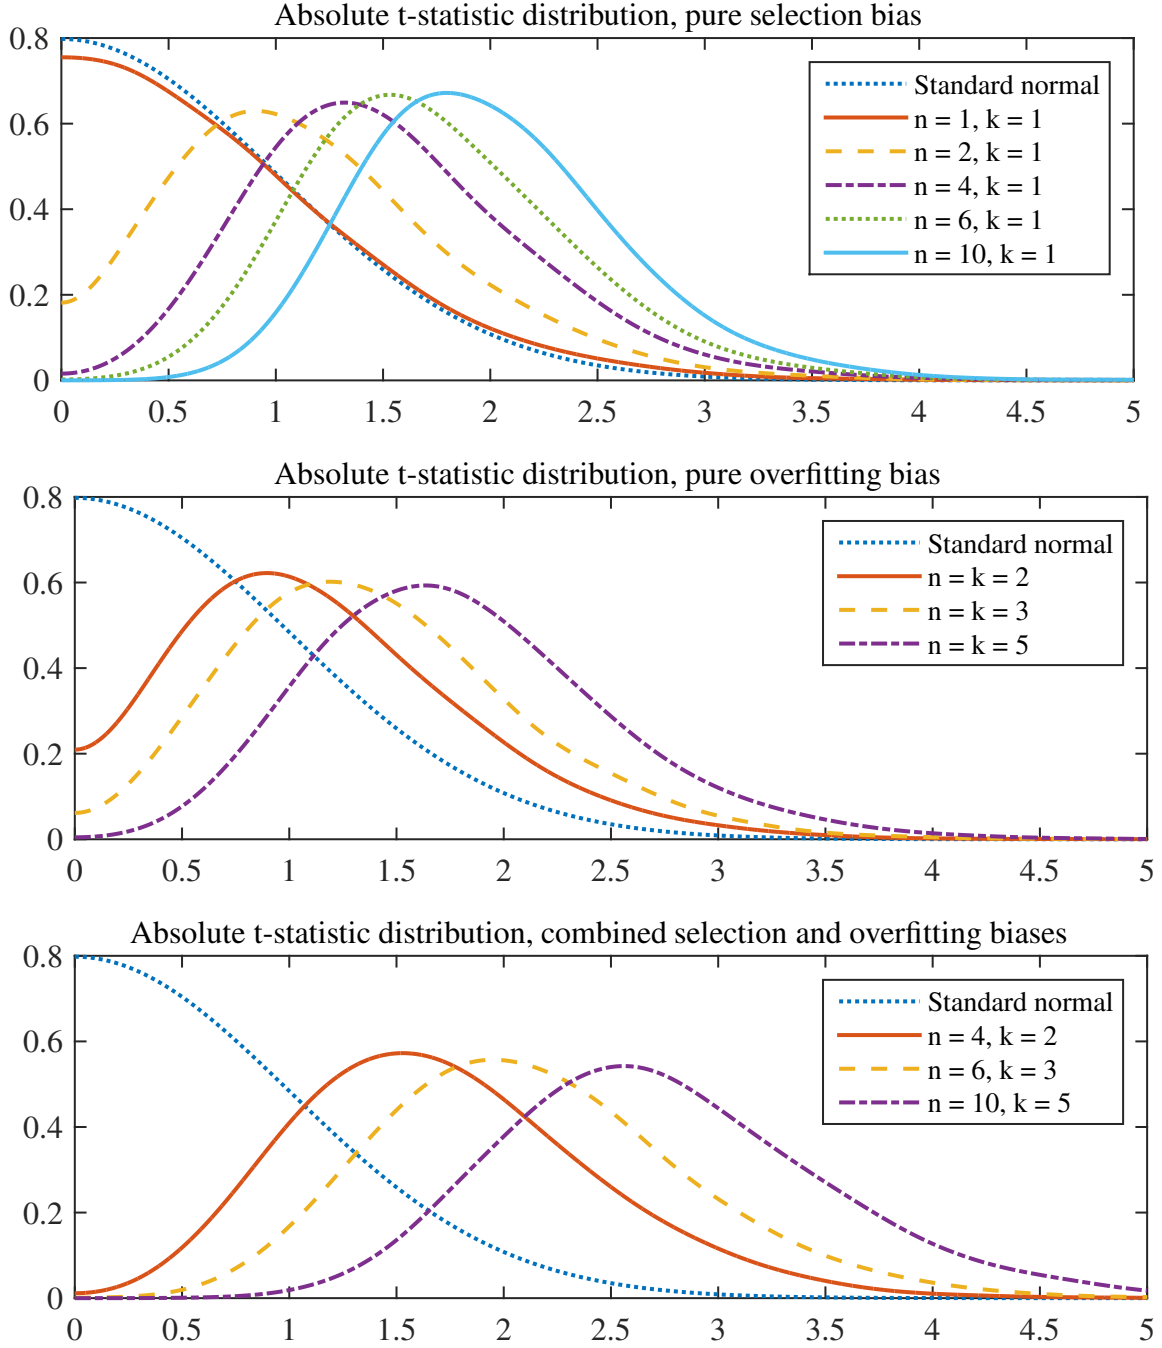 Absolute t-statistic distribution, pure selection bias
0.8
0.6
0.4
0.2
0
Standard normal
n = 1, k = 1
n = 2, k = 1
n = 4, k = 1
n = 6, k = 1
n = 10, k = 1
0 0.5 1 1.5 2 2.5 3 3.5 4 4.5 5
Absolute t-statistic distribution, pure overfitting bias
0.8
0.6
0.4
0.2
0
Standard normal
n = k = 2
n = k = 3
n = k = 5
0 0.5 1 1.5 2 2.5 3 3.5 4 4.5 5
Absolute t-statistic distribution, combined selection and overfitting biases
0.8
0.6
0.4
0.2
0
Standard normal
n = 4, k = 2
n = 6, k = 3
n = 10, k = 5
0 0.5 1 1.5 2 2.5 3 3.5 4 4.5 5